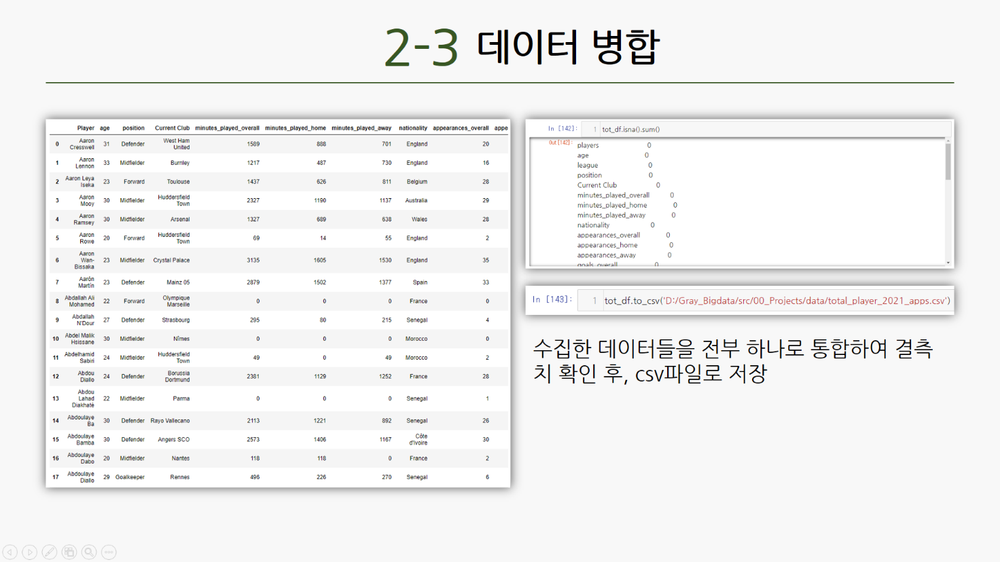 2-3 데이터 병합
Player age position Current Club minutes_played_overall minutes_played_home minutes_played_away nationality appearances_overall appe
0 Aaron Cresswell 31 Defender West Ham United 1589 888 701 England 20
1 Aaron Lennon 33 Midfielder Burnley 1217 487 730 England 16
2 Aaron Leya Iseka 23 Forward Toulouse 1437 626 811 Belgium 28
3 Aaron Mooy 30 Midfielder Huddersfield Town 2327 1190 1137 Australia 29
4 Aaron Ramsey 30 Midfielder Arsenal 1327 689 638 Wales 28
5 Aaron Rowe 20 Forward Huddersfield Town 69 14 55 England 2
6 Aaron Wan-Bissaka 23 Midfielder Crystal Palace 3135 1605 1530 England 35
7 Aarón Martín 23 Defender Mainz 05 2879 1502 1377 Spain 33
8 Abdallah Ali Mohamed 22 Forward Olympique Marseille 0 0 0 France 0
9 Abdallah N'Dour 27 Defender Strasbourg 295 80 215 Senegal 4
10 Abdel Malik Hsissane 30 Midfielder Nîmes 0 0 0 Morocco 0
11 Abdelhamid Sabiri 24 Midfielder Huddersfield Town 49 0 49 Morocco 2
12 Abdou Diallo 24 Defender Borussia Dortmund 2381 1129 1252 France 28
13 Abdou Lahad Diakhaté 22 Midfielder Parma 0 0 0 Senegal 1
14 Abdoulaye Ba 30 Defender Rayo Vallecano 2113 1221 892 Senegal 26
15 Abdoulaye Bamba 30 Defender Angers SCO 2573 1406 1167 Côte d'Ivoire 30
16 Abdoulaye Dabo 20 Midfielder Nantes 118 118 0 France 2
17 Abdoulaye Diallo 29 Goalkeeper Rennes 496 226 270 Senegal 6
In [142]: 1 tot_df.isna().sum()
Out[142]: players 0
age 0
league 0
position 0
Current Club 0
minutes_played_overall 0
minutes_played_home 0
minutes_played_away 0
nationality 0
appearances_overall 0
appearances_home 0
appearances_away 0
goals_overall 0
In [143]: 1 tot_df.to_csv('D:/Gray_Bigdata/src/00_Projects/data/total_player_2021_apps.csv')
수집한 데이터들을 전부 하나로 통합하여 결측
치 확인 후, csv파일로 저장